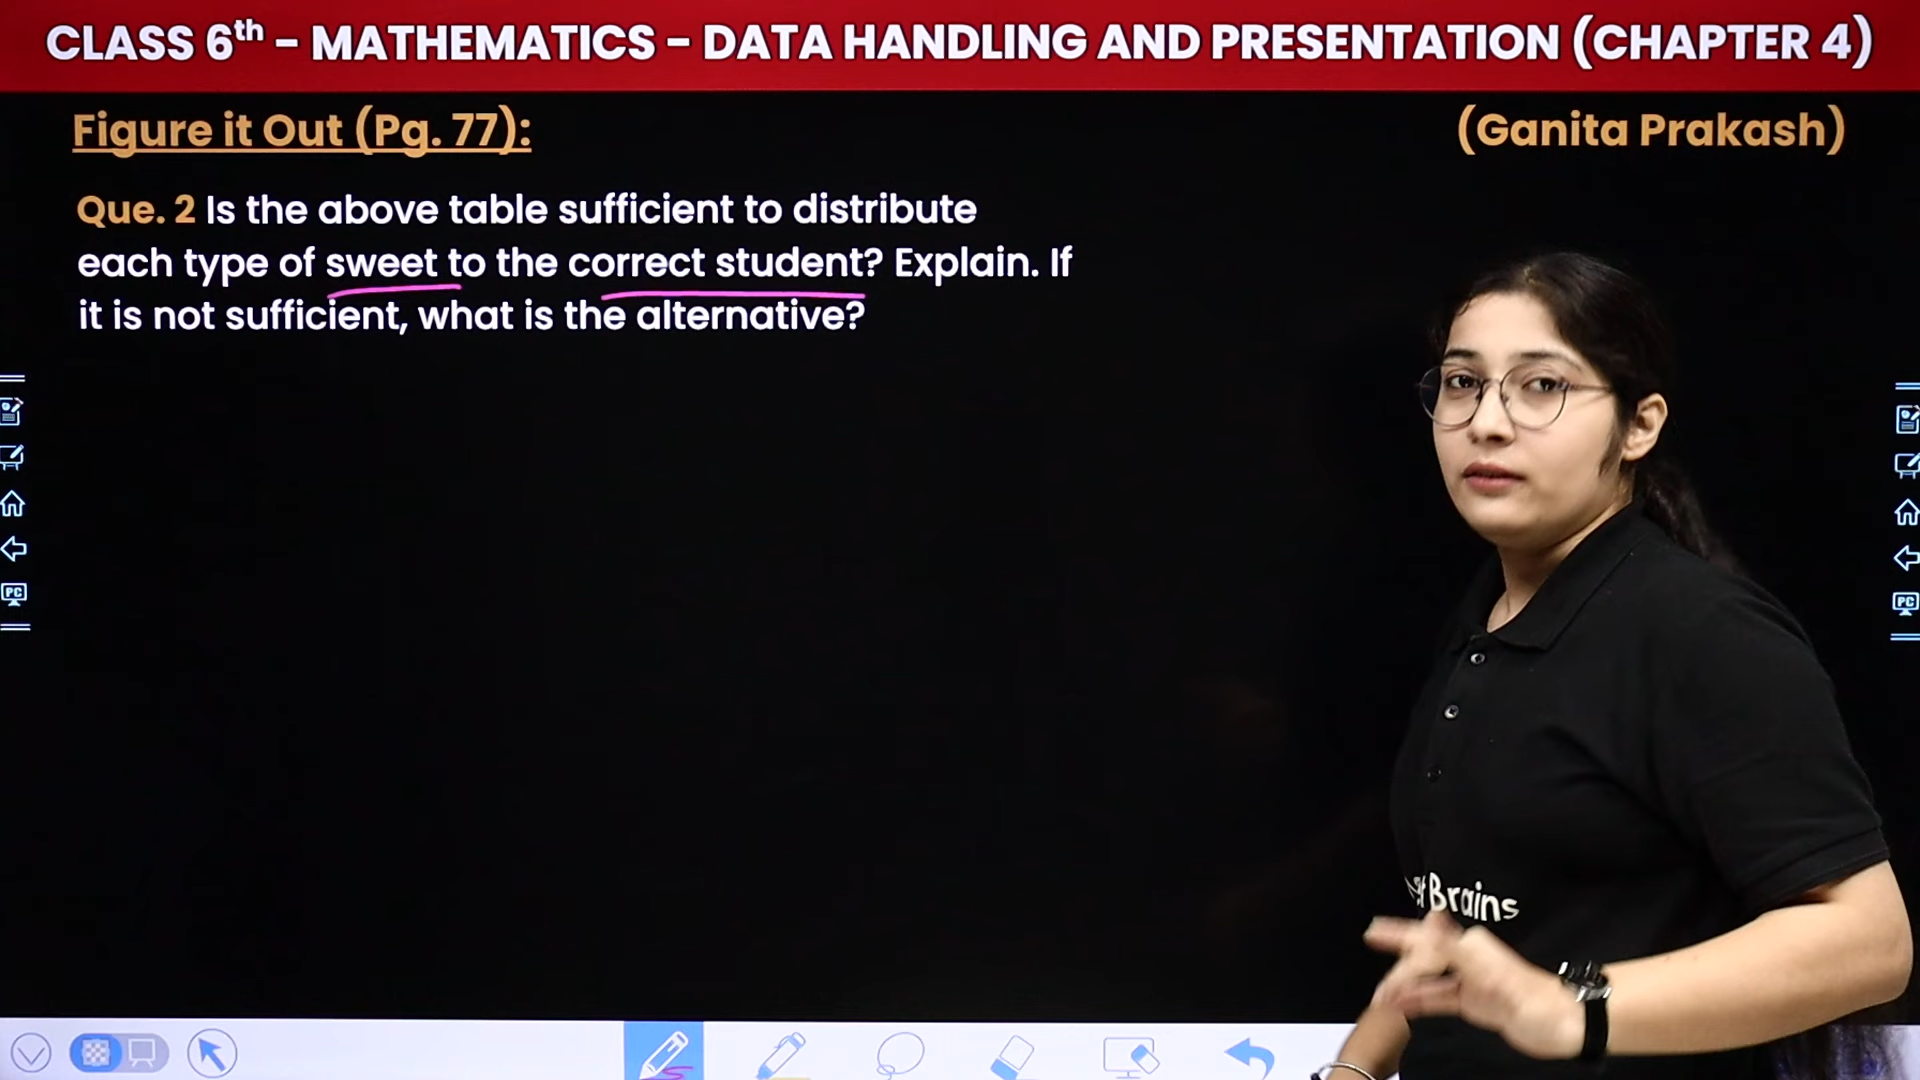 CLASS 6th - MATHEMATICS - DATA HANDLING AND PRESENTATION (CHAPTER 4)
Figure it Out (Pg. 77):
(Ganita Prakash)
Que. 2 Is the above table sufficient to distribute
each type of sweet to the correct student? Explain. If
it is not sufficient, what is the alternative?
PC
PC
Brains